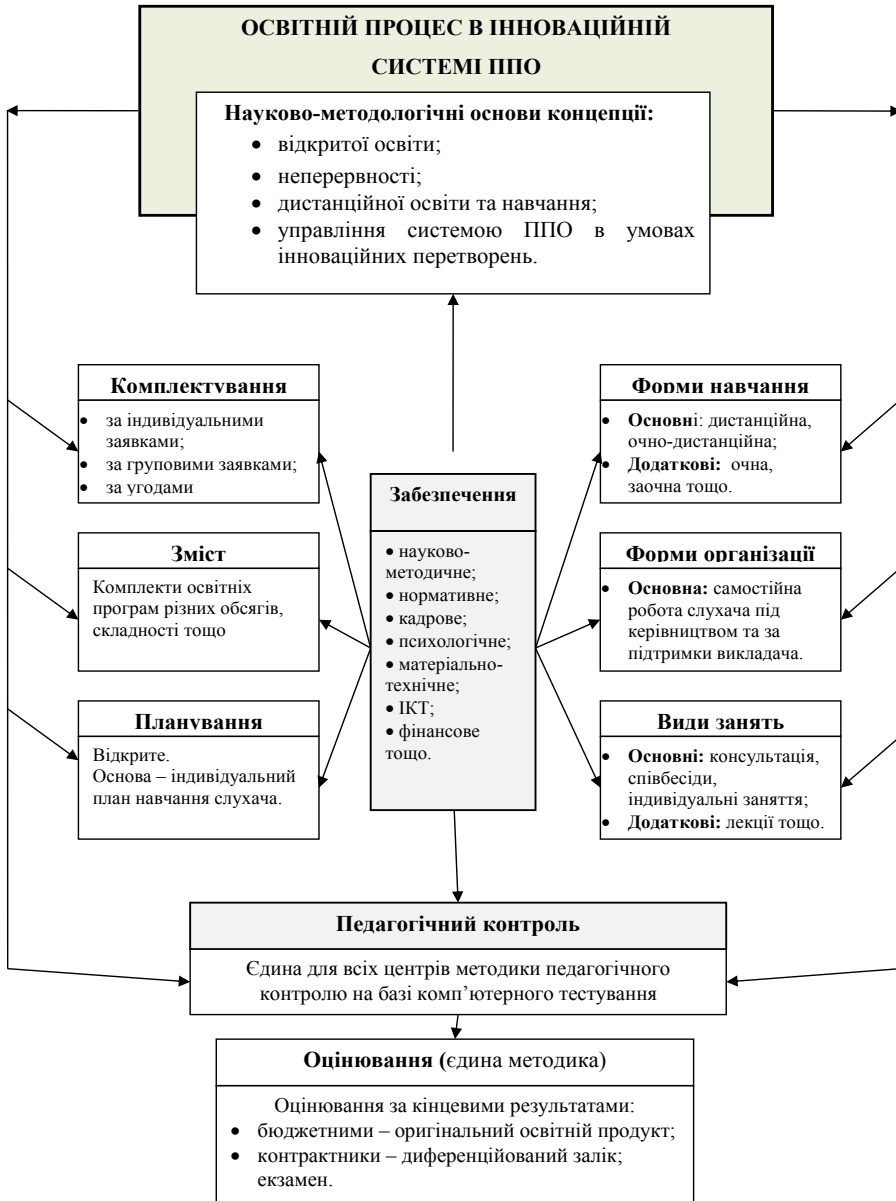 ОСВІТНІЙ ПРОЦЕС В ІННОВАЦІЙНІЙ
СИСТЕМІ ППО
Науково-методологічні основи концепції:
• відкритої освіти;
• неперервності;
• дистанційної освіти та навчання;
• управління системою ППО в умовах
інноваційних перетворень.
Комплектування
• за індивідуальними
заявками;
• за груповими заявками;
• за угодами
Зміст
Комплекти освітніх
програм різних обсягів,
складності тощо
Планування
Відкрите.
Основа – індивідуальний
план навчання слухача.
Забезпечення
• науково-
методичне;
• нормативне;
• кадрове;
• психологічне;
• матеріально-
технічне;
• ІКТ;
• фінансове
тощо.
Форми навчання
• Основні: дистанційна,
очно-дистанційна;
• Додаткові: очна,
заочна тощо.
Форми організації
• Основна: самостійна
робота слухача під
керівництвом та за
підтримки викладача.
Види занять
• Основні: консультація,
співбесіди,
індивідуальні заняття;
• Додаткові: лекції тощо.
Педагогічний контроль
Єдина для всіх центрів методики педагогічного
контролю на базі комп’ютерного тестування
Оцінювання (єдина методика)
Оцінювання за кінцевими результатами:
• бюджетними – оригінальний освітній продукт;
• контрактники – диференційований залік;
екзамен.